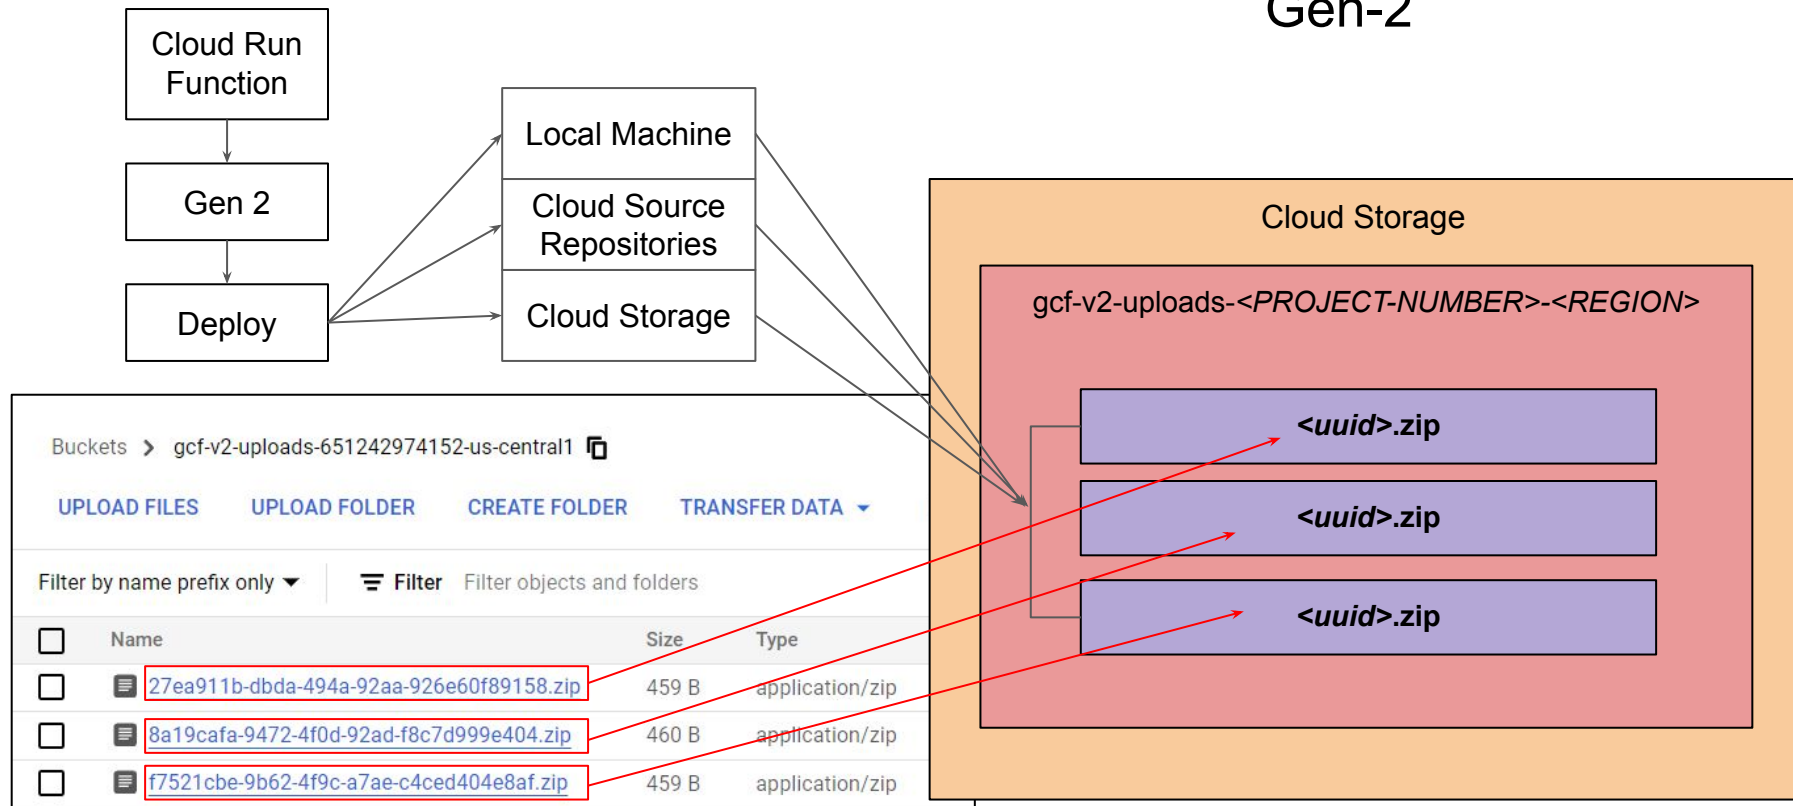 Gen-2
Cloud Run
Function
Gen 2
Deploy
Local Machine
Cloud Source
Repositories
Cloud Storage
Cloud Storage
gcf-v2-uploads-<PROJECT-NUMBER>-<REGION>
<uuid>.zip
<uuid>.zip
<uuid>.zip
Buckets > gcf-v2-uploads-651242974152-us-central1
UPLOAD FILES UPLOAD FOLDER CREATE FOLDER TRANSFER DATA
Filter by name prefix only Filter Filter objects and folders
Name Size Type
27ea911b-dbda-494a-92aa-926e60f89158.zip 459 B application/zip
8a19cafa-9472-4f0d-92ad-f8c7d999e404.zip 460 B application/zip
f7521cbe-9b62-4f9c-a7ae-c4ced404e8af.zip 459 B application/zip